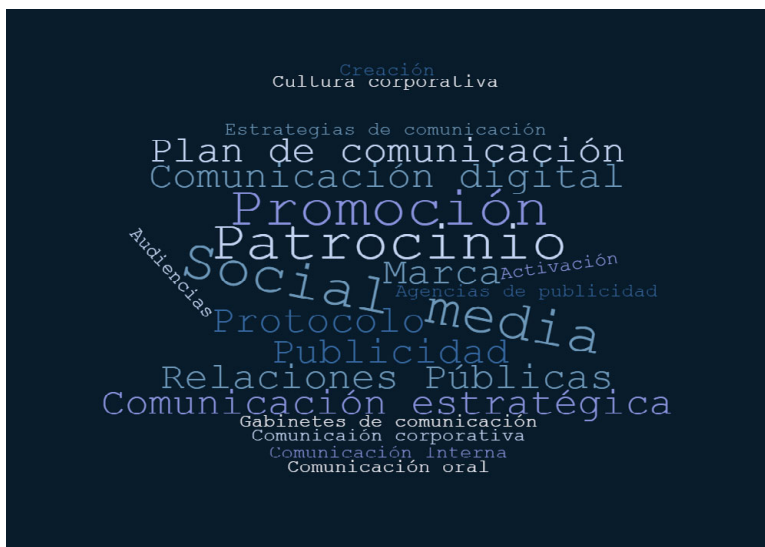 Creación
Cultura corporativa
Estrategias de comunicación
Plan de comunicación
Comunicación digital
Promoción
Patrocinio
Audiencias
Social media
Marca
Activación
Agencias de publicidad
Protocolo
Publicidad
Relaciones Públicas
Comunicación estratégica
Gabinetes de comunicación
Comunicaión corporativa
Comunicación Interna
Comunicación oral